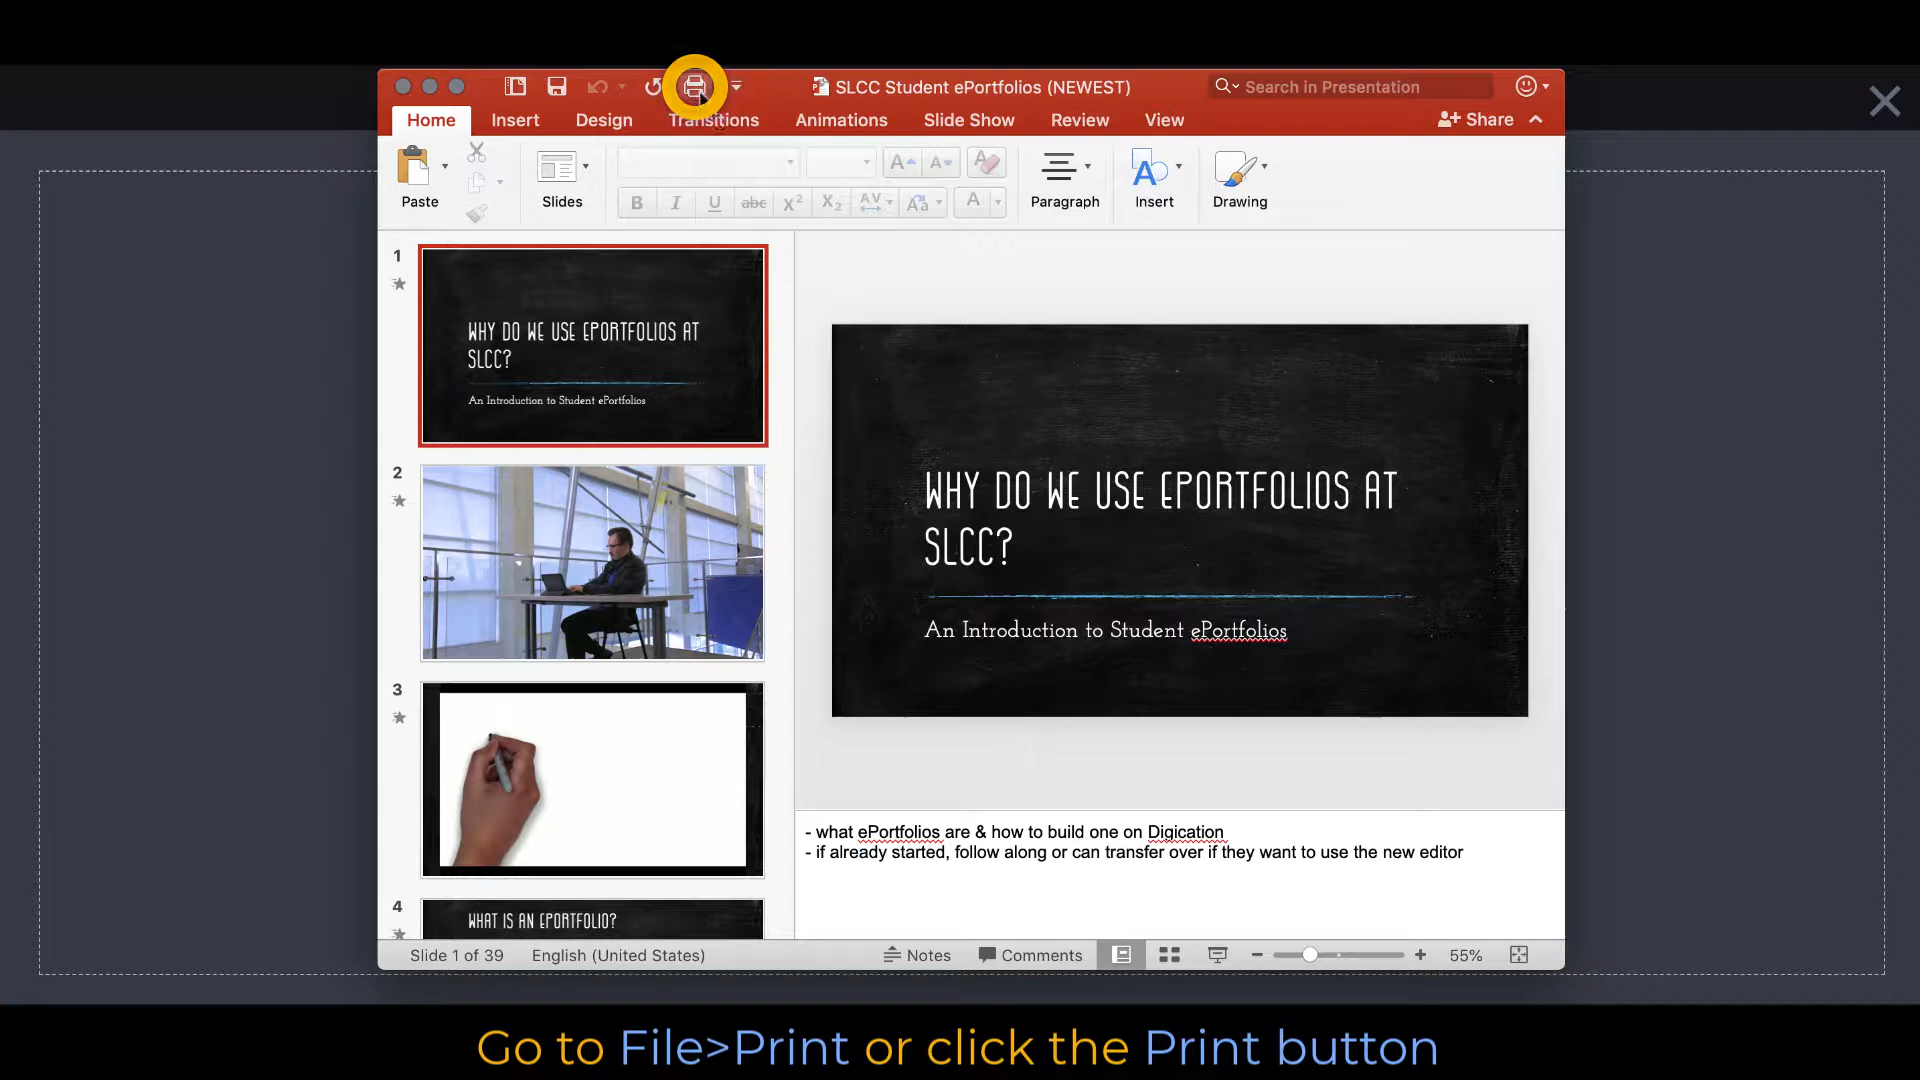 SLCC Student ePortfolios (NEWEST)
Search in Presentation
Home Insert Design Transitions Animations Slide Show Review View Share
Paste
Slides
B I U abc X² X₂ AV Aa A
A A
Paragraph
Insert
Drawing
1
WHY DO WE USE EPORTFOLIOS AT
SLCC?
An Introduction to Student ePortfolios
2
3
4
WHAT IS AN EPORTFOLIO?
WHY DO WE USE EPORTFOLIOS AT
SLCC?
An Introduction to Student ePortfolios
- what ePortfolios are & how to build one on Digication
- if already started, follow along or can transfer over if they want to use the new editor
Slide 1 of 39 English (United States) Notes Comments 55%
Go to File>Print or click the Print button